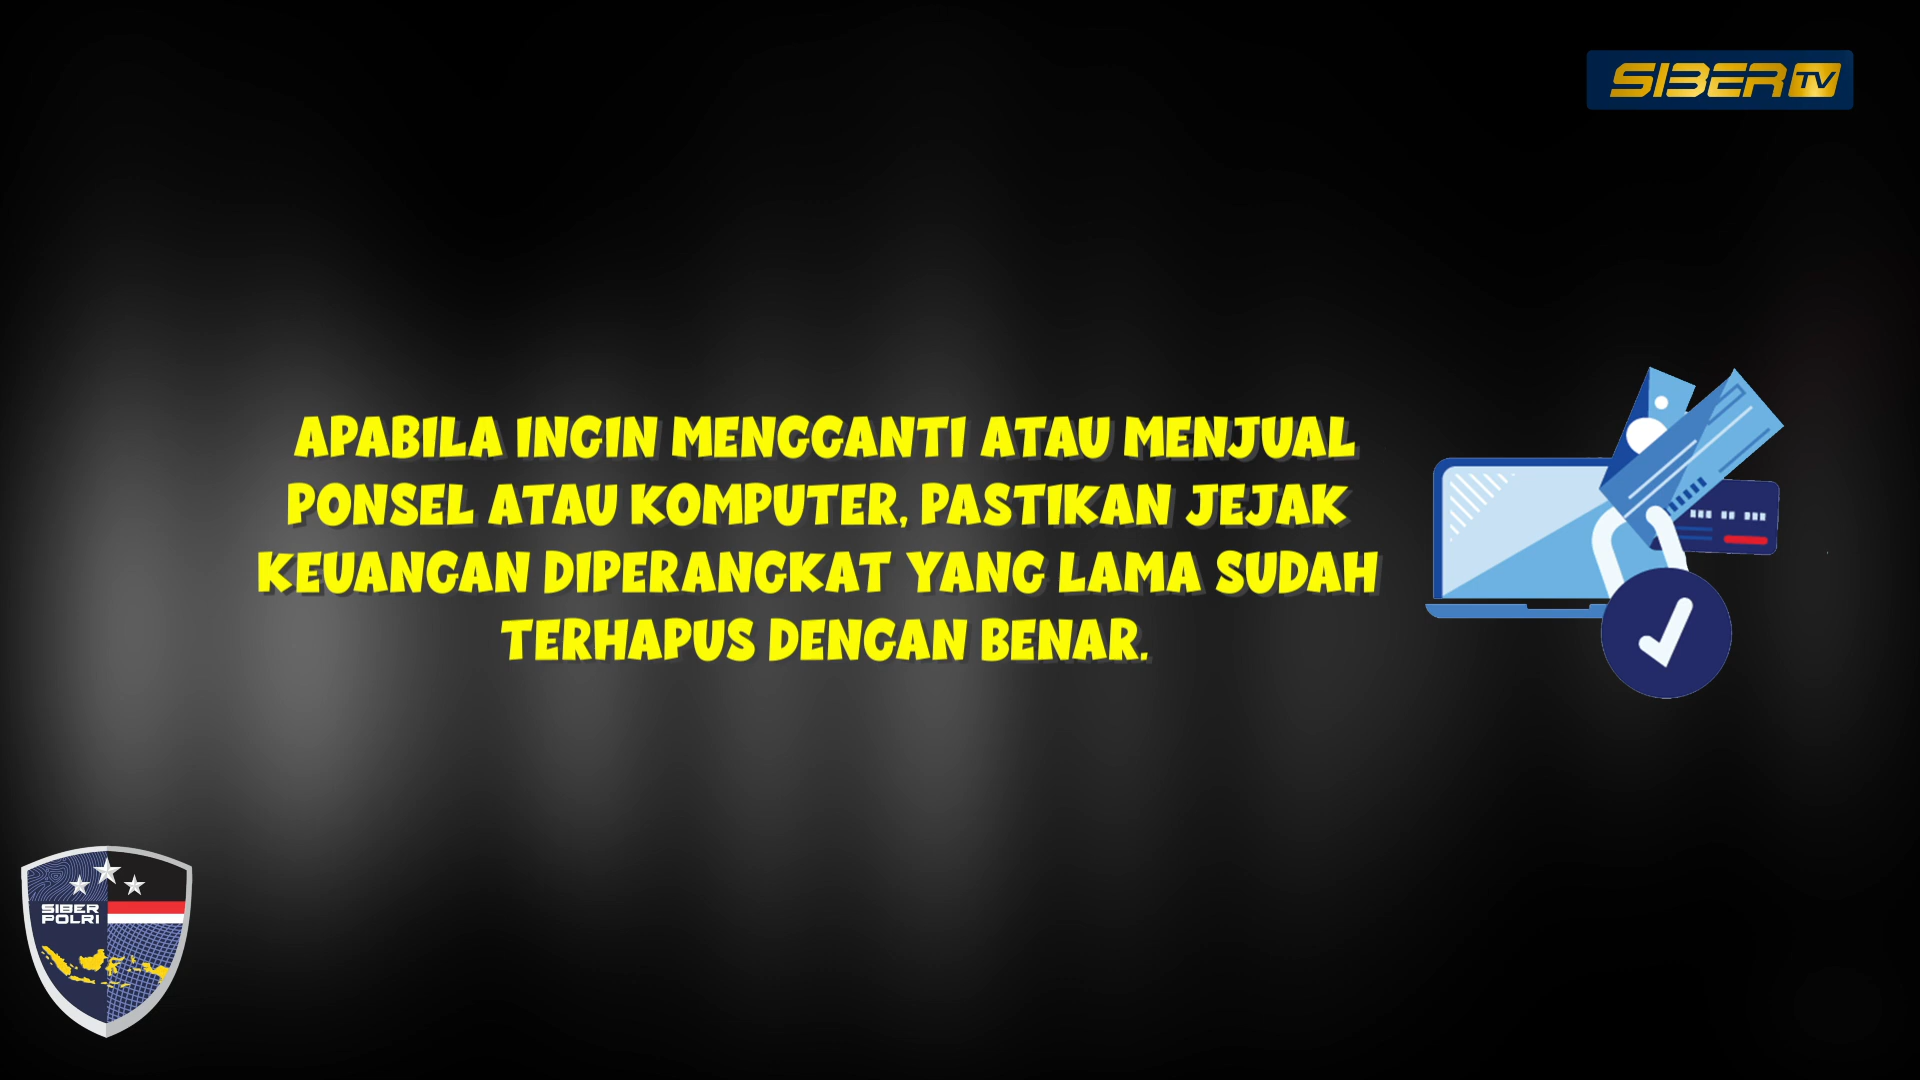 SIBER TV
APABILA INGIN MENGGANTI ATAU MENJUAL
PONSEL ATAU KOMPUTER, PASTIKAN JEJAK
KEUANGAN DIPERANGKAT YANG LAMA SUDAH
TERHAPUS DENGAN BENAR.
SIBER
POLRI